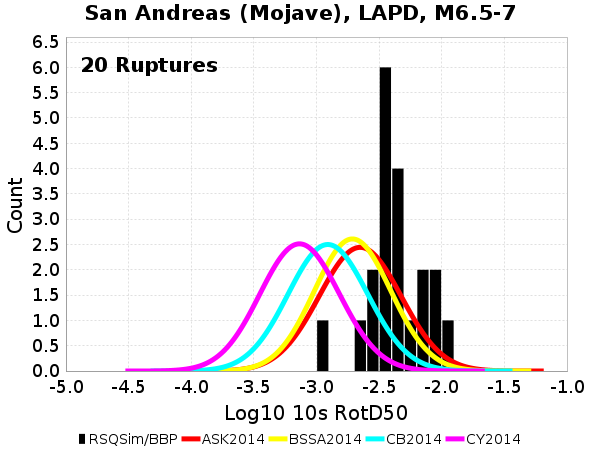 San Andreas (Mojave), LAPD, M6.5-7
20 Ruptures
Count
6.5
6.0
5.5
5.0
4.5
4.0
3.5
3.0
2.5
2.0
1.5
1.0
0.5
0.0
-5.0 -4.5 -4.0 -3.5 -3.0 -2.5 -2.0 -1.5 -1.0
Log10 10s RotD50
RSQSim/BBP ASK2014 BSSA2014 CB2014 CY2014